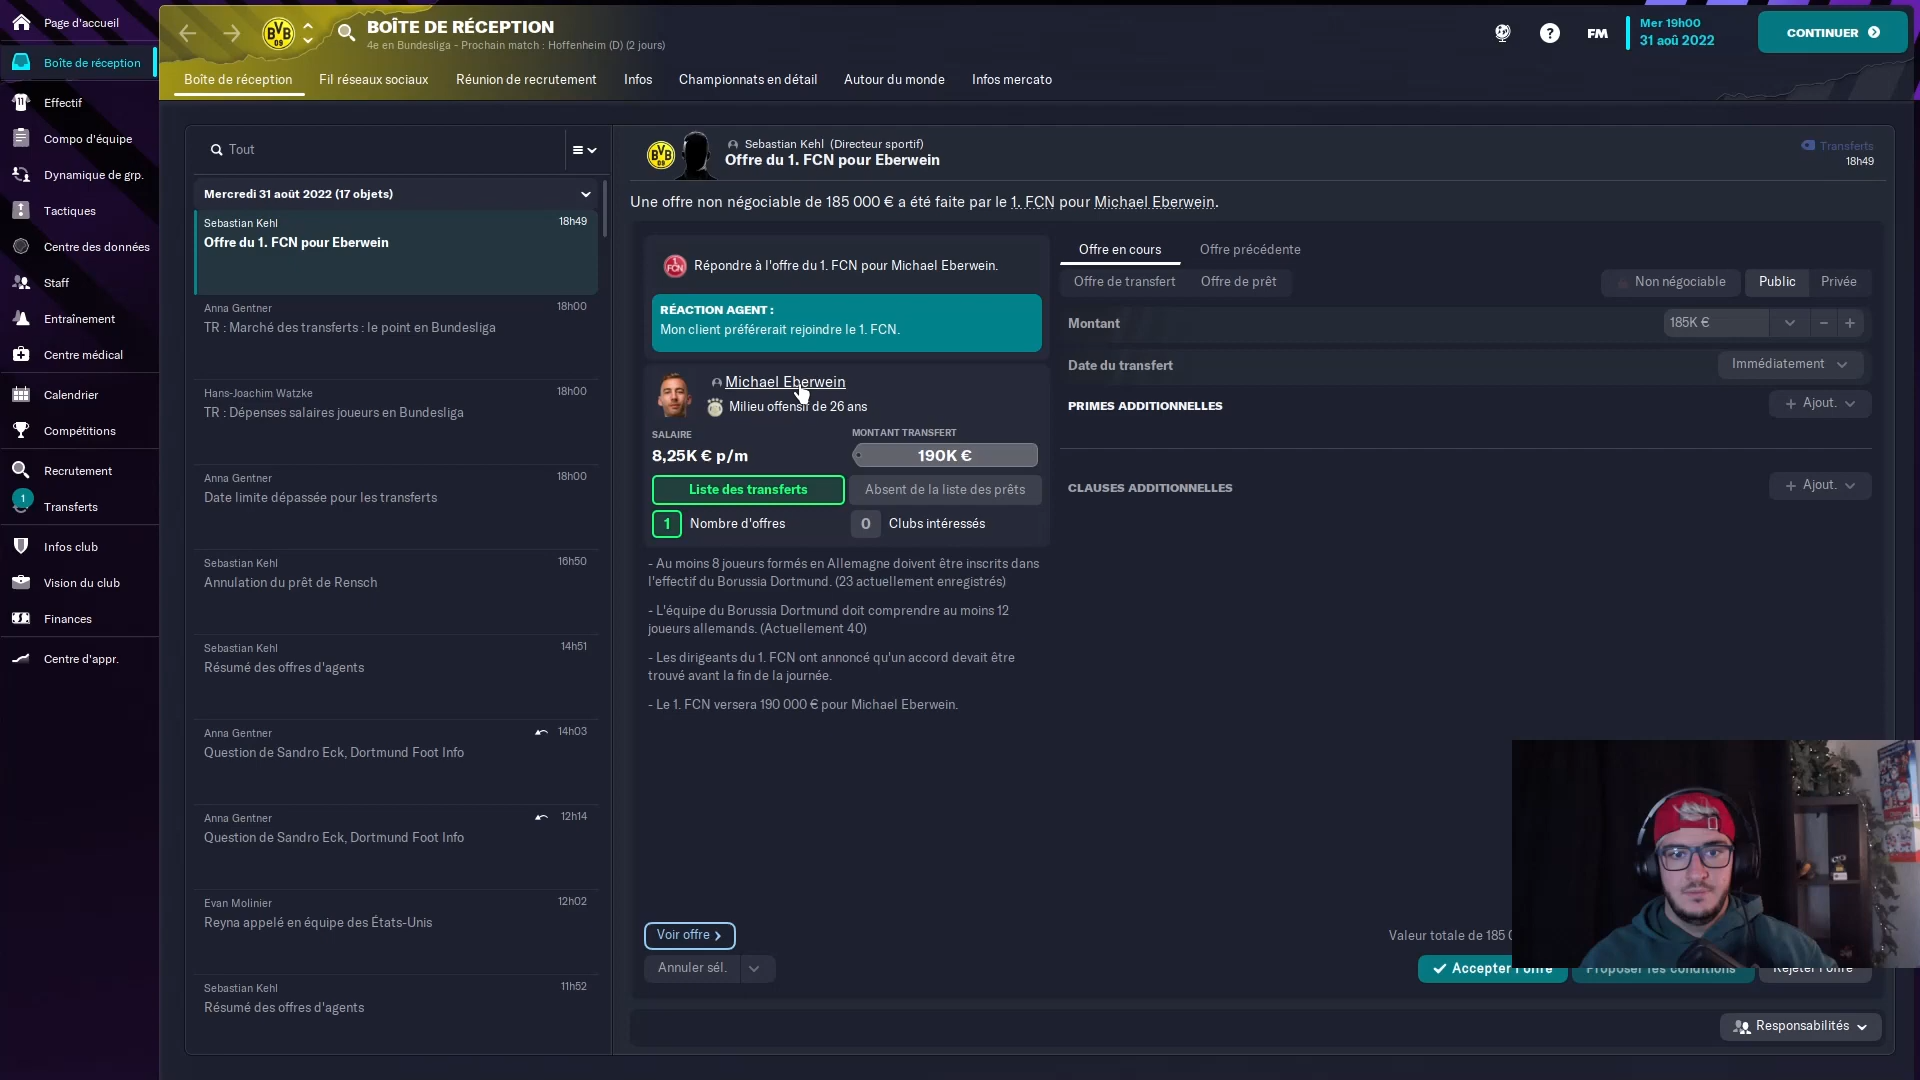 Page d'accueil
Boîte de réception
Effectif
Compo d'équipe
Dynamique de grp.
Tactiques
Centre des données
Staff
Entraînement
Centre médical
Calendrier
Compétitions
Recrutement
1
Transferts
Infos club
Vision du club
Finances
Centre d'appr.
BVB
09
BOÎTE DE RÉCEPTION
4e en Bundesliga - Prochain match : Hoffenheim (D) (2 jours)
?
FM
Mer 19h00
31 aoû 2022
CONTINUER
Boîte de réception
Fil réseaux sociaux
Réunion de recrutement
Infos
Championnats en détail
Autour du monde
Infos mercato
Tout
Mercredi 31 août 2022 (17 objets)
Sebastian Kehl
18h49
Offre du 1. FCN pour Eberwein
Anna Gentner
18h00
TR : Marché des transferts : le point en Bundesliga
Hans-Joachim Watzke
18h00
TR : Dépenses salaires joueurs en Bundesliga
Anna Gentner
18h00
Date limite dépassée pour les transferts
Sebastian Kehl
16h50
Annulation du prêt de Rensch
Sebastian Kehl
14h51
Résumé des offres d'agents
Anna Gentner
14h03
Question de Sandro Eck, Dortmund Foot Info
Anna Gentner
12h14
Question de Sandro Eck, Dortmund Foot Info
Evan Molinier
12h02
Reyna appelé en équipe des États-Unis
Sebastian Kehl
11h52
Résumé des offres d'agents
BVB
09
Sebastian Kehl (Directeur sportif)
Offre du 1. FCN pour Eberwein
Transferts
18h49
Une offre non négociable de 185 000 € a été faite par le 1. FCN pour Michael Eberwein.
FCN
Répondre à l'offre du 1. FCN pour Michael Eberwein.
RÉACTION AGENT :
Mon client préférerait rejoindre le 1. FCN.
Michael Eberwein
Milieu offensif de 26 ans
SALAIRE
MONTANT TRANSFERT
8,25K € p/m
190K €
Liste des transferts
Absent de la liste des prêts
1 Nombre d'offres
0 Clubs intéressés
- Au moins 8 joueurs formés en Allemagne doivent être inscrits dans
l'effectif du Borussia Dortmund. (23 actuellement enregistrés)
- L'équipe du Borussia Dortmund doit comprendre au moins 12
joueurs allemands. (Actuellement 40)
- Les dirigeants du 1. FCN ont annoncé qu'un accord devait être
trouvé avant la fin de la journée.
- Le 1. FCN versera 190 000 € pour Michael Eberwein.
Voir offre
Annuler sél.
Offre en cours
Offre précédente
Offre de transfert
Offre de prêt
Non négociable
Public
Privée
Montant
185K €
Date du transfert
Immédiatement
PRIMES ADDITIONNELLES
Ajout.
CLAUSES ADDITIONNELLES
Ajout.
Valeur totale de 185
Accepter l'offre
Proposer les conditions
Rejeter l'offre
Responsabilités